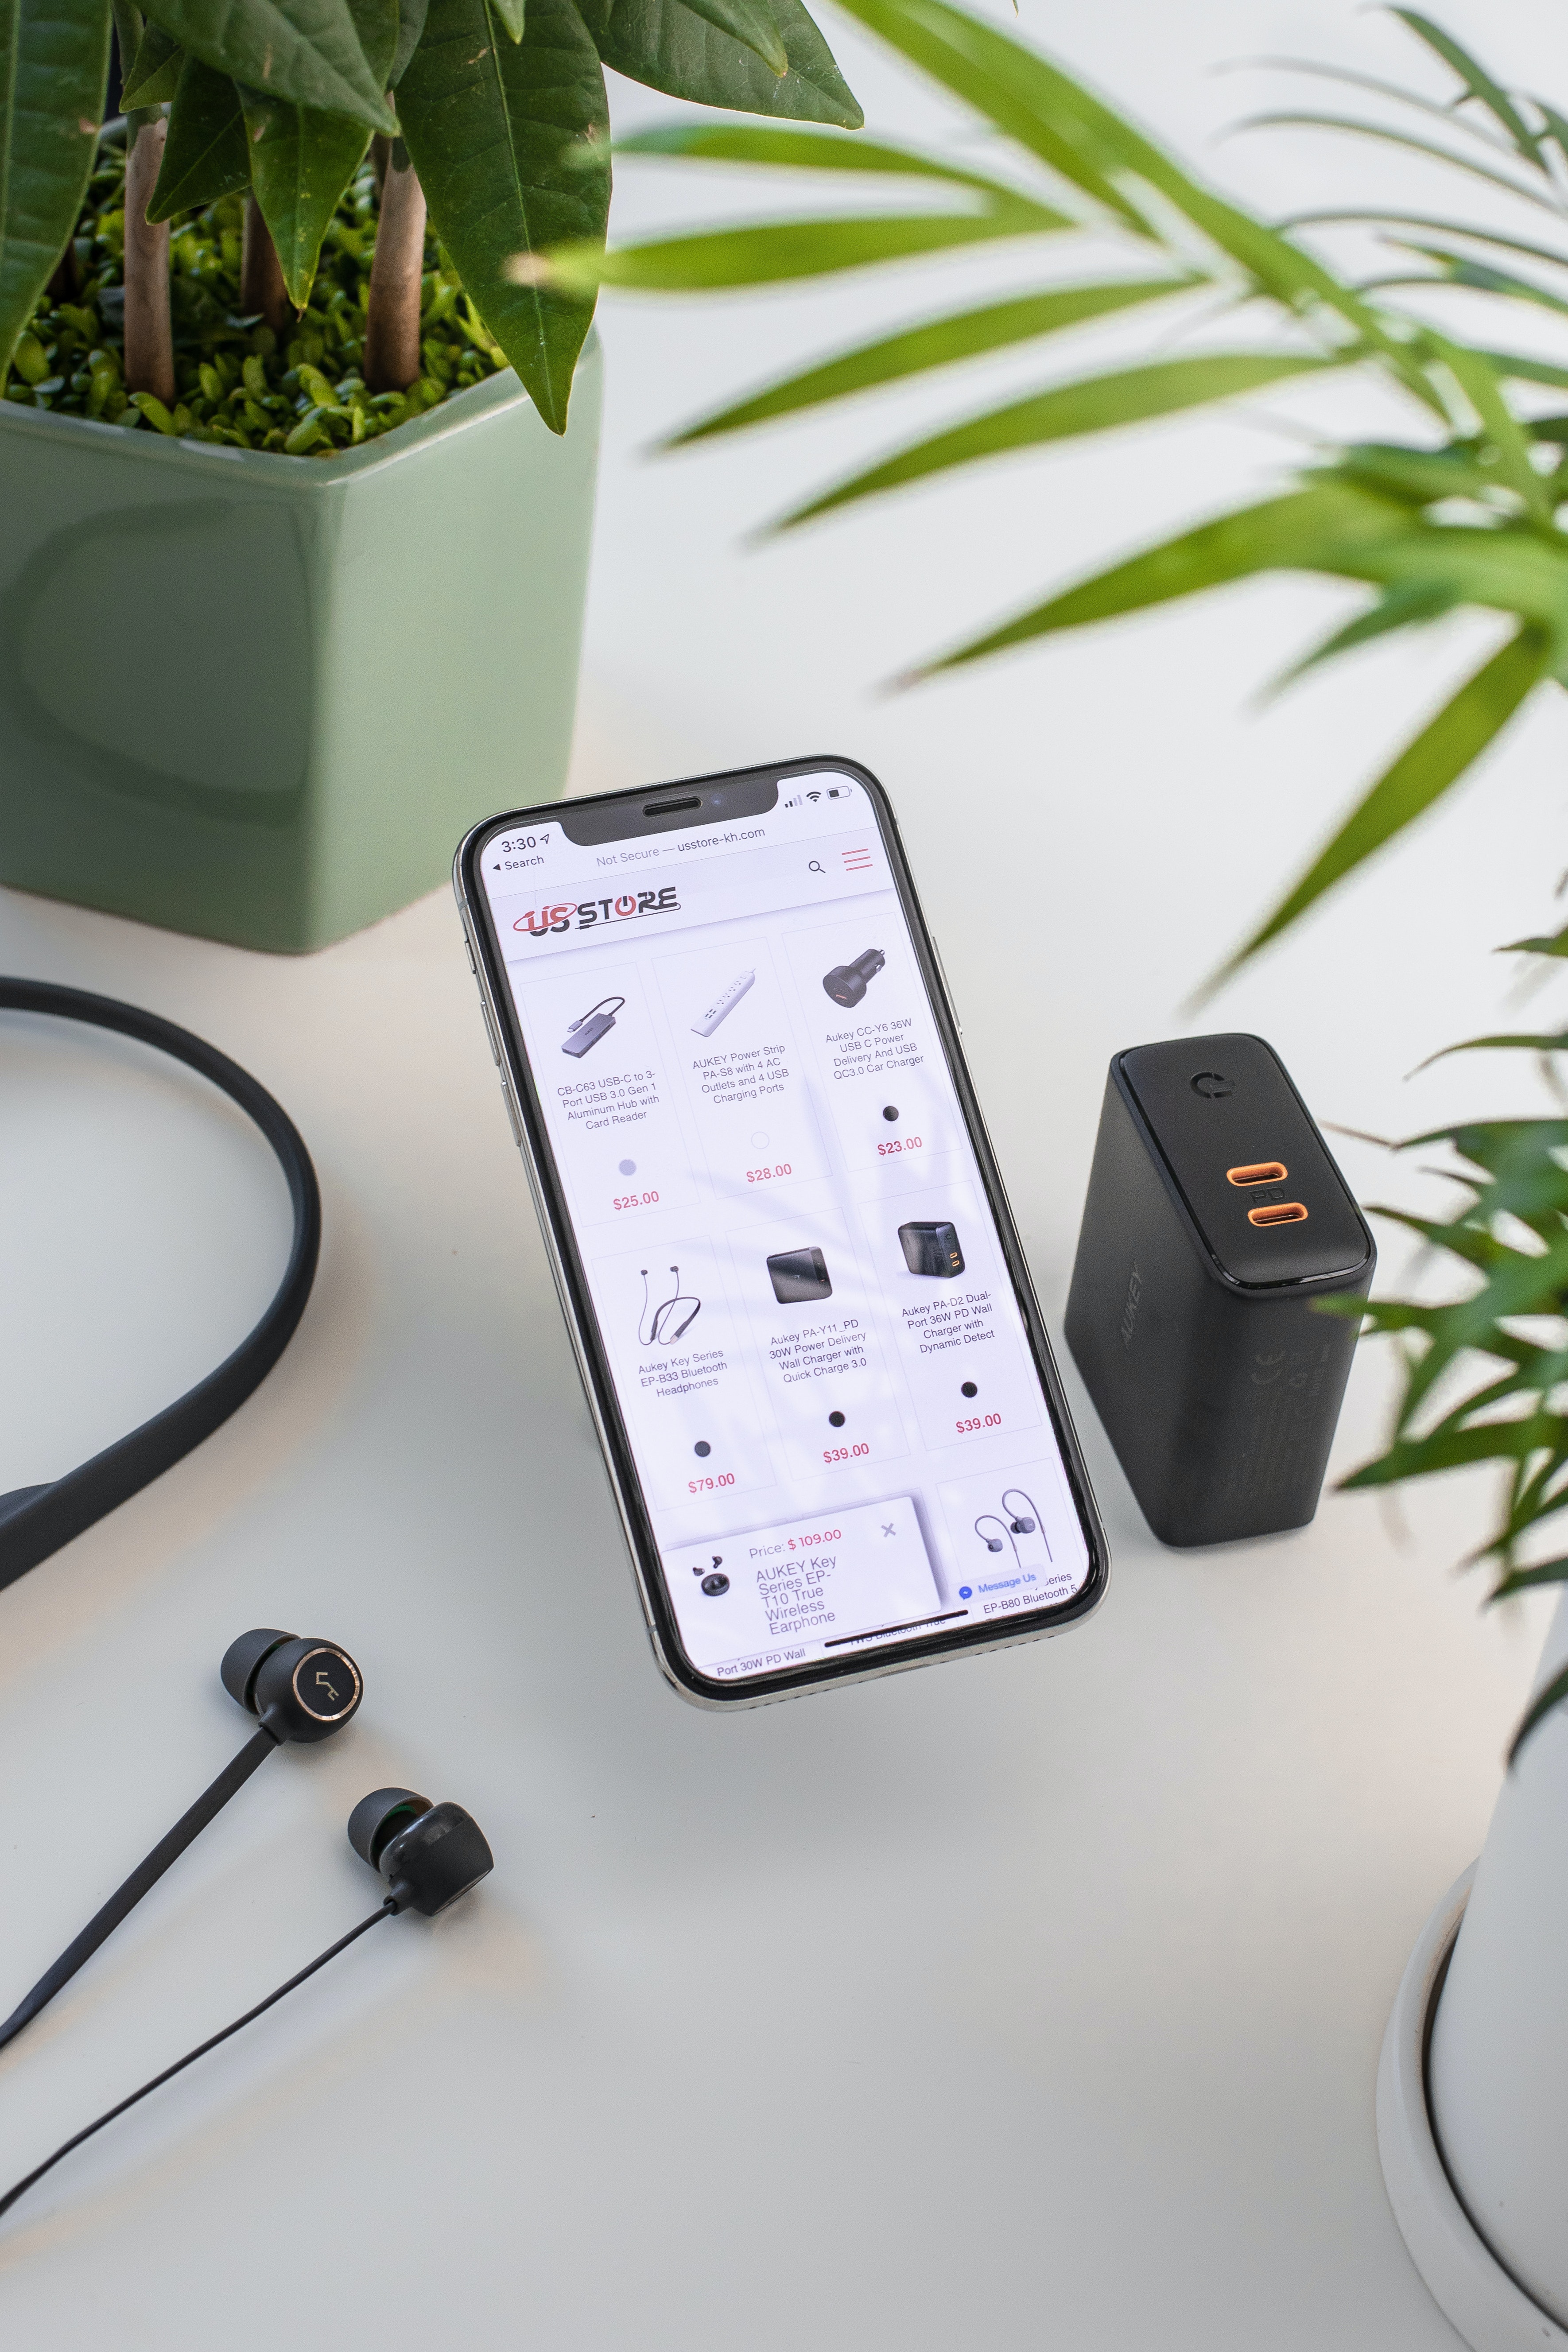 3:30
Search
Not Secure — usstore-kh.com
US STORE
CB-C63 USB-C to 3-
Port USB 3.0 Gen 1
Aluminum Hub with
Card Reader
$25.00
AUKEY Power Strip
PA-S8 with 4 AC
Outlets and 4 USB
Charging Ports
$28.00
Aukey CC-Y6 36W
USB C Power
Delivery And USB
QC3.0 Car Charger
$23.00
Aukey Key Series
EP-B33 Bluetooth
Headphones
$79.00
Aukey PA-Y11_PD
30W Power Delivery
Wall Charger with
Quick Charge 3.0
$39.00
Aukey PA-D2 Dual-
Port 36W PD Wall
Charger with
Dynamic Detect
$39.00
Price: $ 109.00
AUKEY Key
Series EP-
T10 True
Wireless
Earphone
Message Us
EP-B80 Bluetooth 5
Port 30W PD Wall
PD
AUKEY
CE